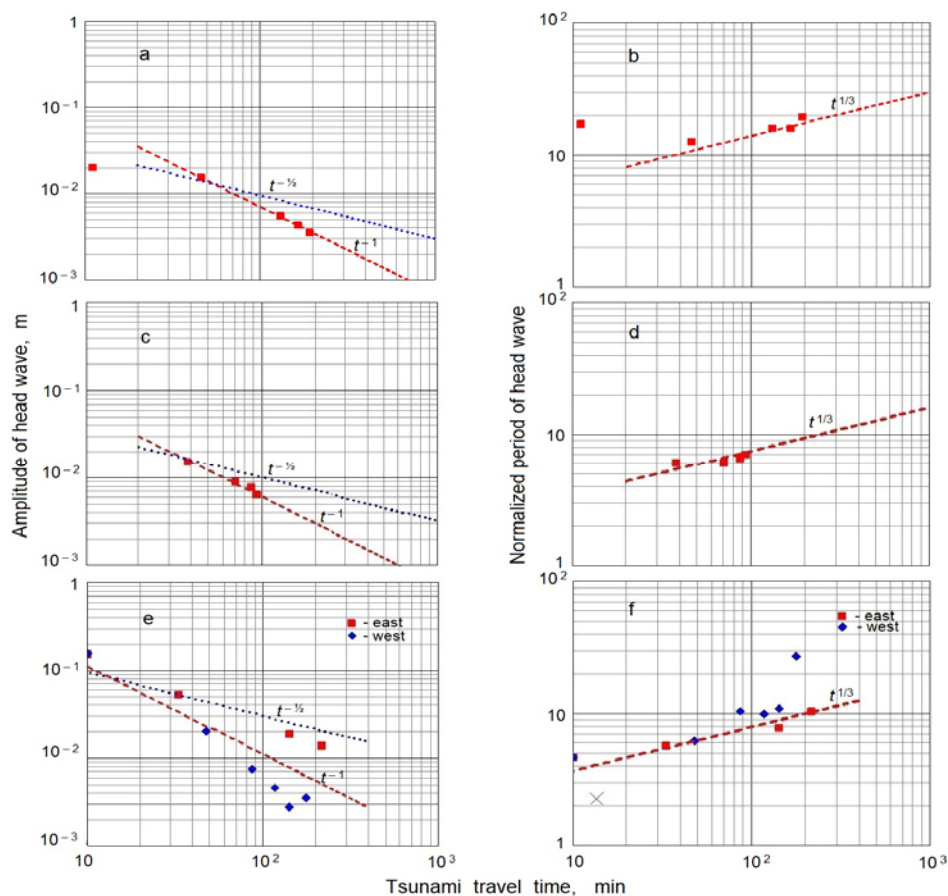 1
a
10⁻¹
10⁻²
10⁻³
t⁻½
t⁻¹
10²
b
10
1
t¹/³
1
c
10⁻¹
10⁻²
10⁻³
t⁻½
t⁻¹
10²
d
10
1
t¹/³
Amplitude of head wave, m
Normalized period of head wave
1
e
- east
- west
10⁻¹
10⁻²
10⁻³
t⁻½
t⁻¹
10
10²
10³
10²
f
- east
- west
10
1
t¹/³
10
10²
10³
Tsunami travel time, min